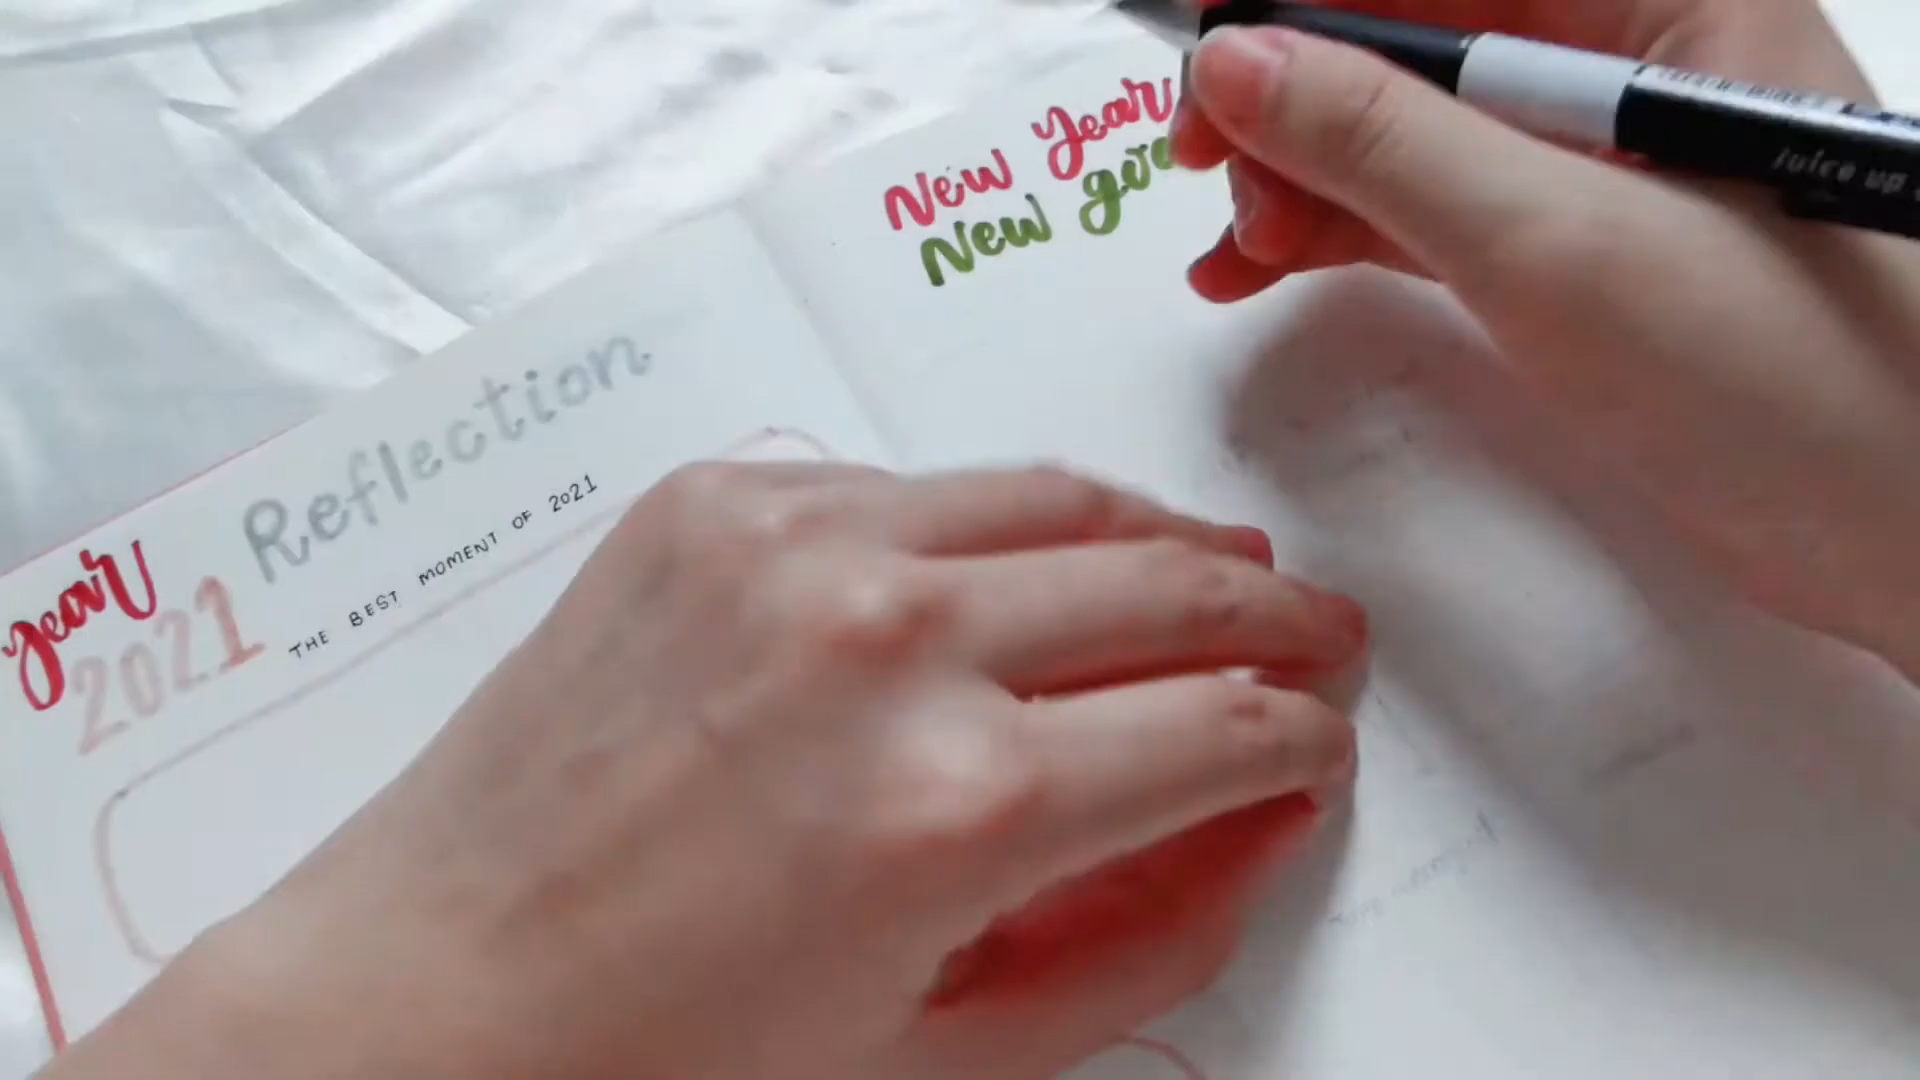 Year
2021 Reflection
THE BEST MOMENT OF 2021
New Year
New
juice up